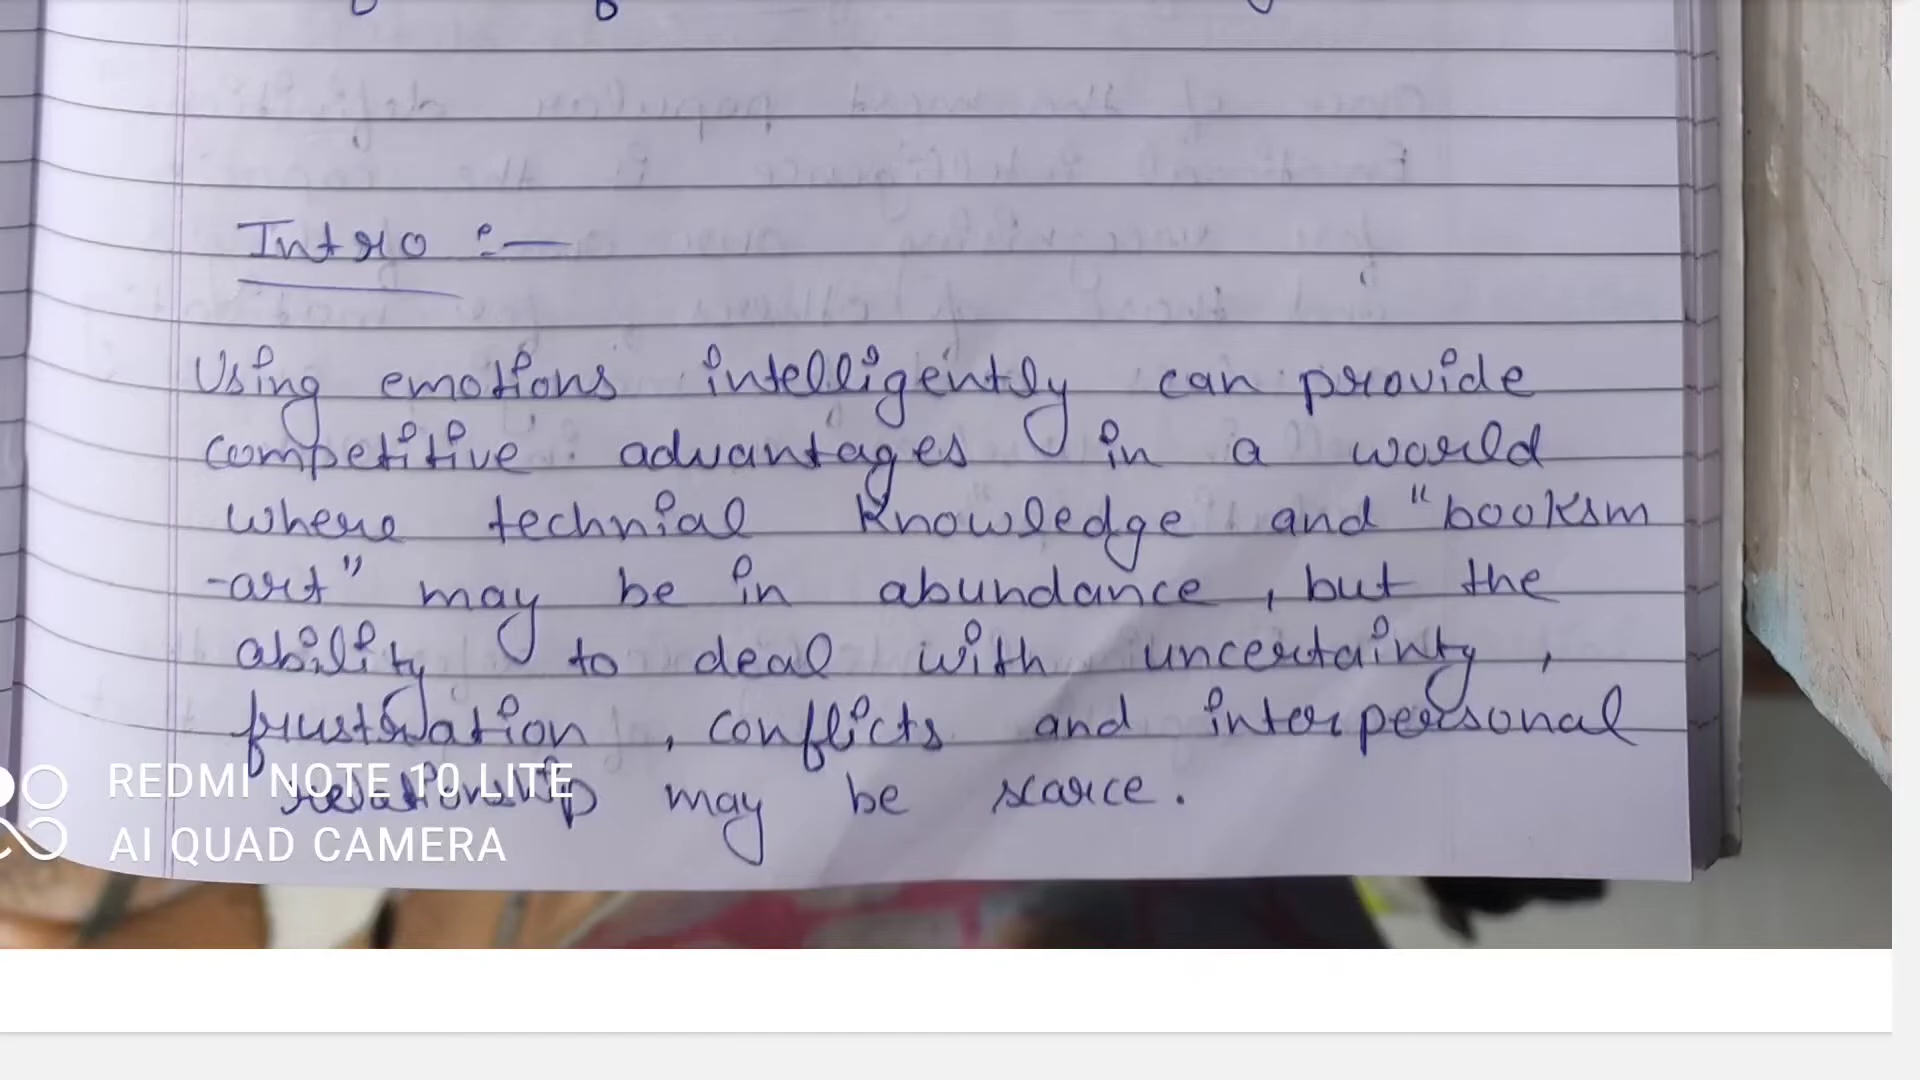 Intro :-
Using emotions intelligently can provide
competitive advantages in a world
where technial knowledge and "booksm
-art" may be in abundance, but the
ability to deal with uncertainty,
frustration, conflicts and interpersonal
relationship may be scarce.
REDMI NOTE 10 LITE
AI QUAD CAMERA